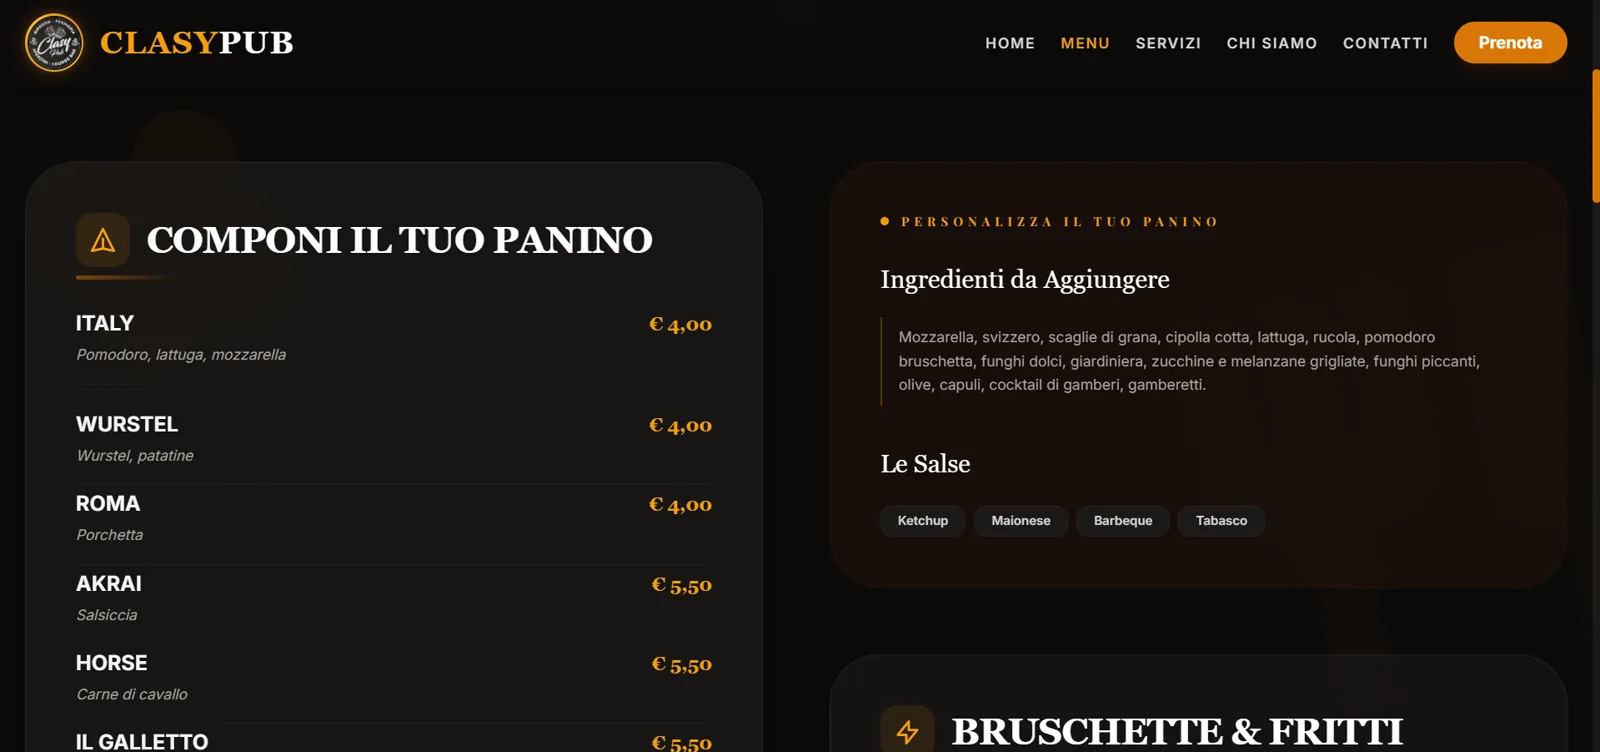 CLASYPUB
HOME MENU SERVIZI CHI SIAMO CONTATTI Prenota
COMPONI IL TUO PANINO
ITALY € 4,00
Pomodoro, lattuga, mozzarella
WURSTEL € 4,00
Wurstel, patatine
ROMA € 4,00
Porchetta
AKRAI € 5,50
Salsiccia
HORSE € 5,50
Carne di cavallo
IL GALLETTO € 5,50
PERSONALIZZA IL TUO PANINO
Ingredienti da Aggiungere
Mozzarella, svizzero, scaglie di grana, cipolla cotta, lattuga, rucola, pomodoro
bruschetta, funghi dolci, giardiniera, zucchine e melanzane grigliate, funghi piccanti,
olive, capuli, cocktail di gamberi, gamberetti.
Le Salse
Ketchup Maionese Barbeque Tabasco
BRUSCHETTE & FRITTI